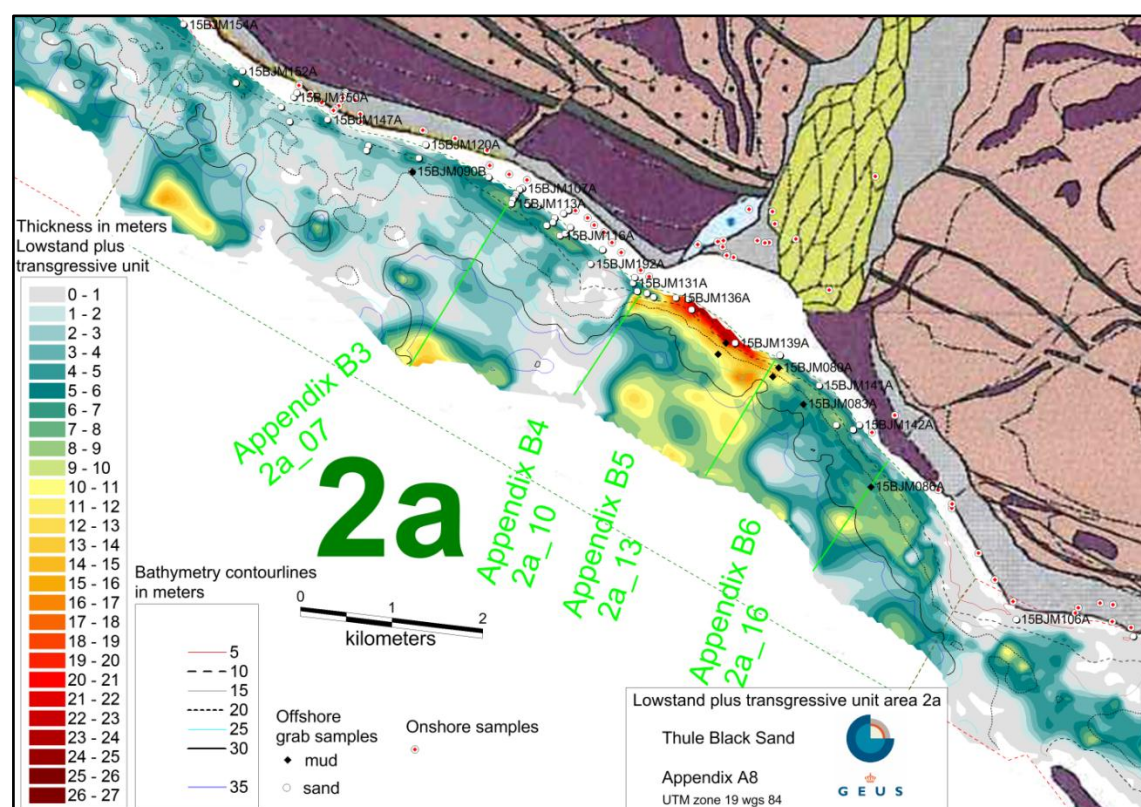 15BJM154A
15BJM152A
15BJM150A
15BJM147A
15BJM120A
15BJM090B
15BJM107A
15BJM113A
15BJM116A
15BJM192A
15BJM131A
15BJM136A
15BJM139A
15BJM080A
15BJM141A
15BJM083A
15BJM142A
15BJM086A
15BJM106A
Thickness in meters
Lowstand plus
transgressive unit
0 - 1
1 - 2
2 - 3
3 - 4
4 - 5
5 - 6
6 - 7
7 - 8
8 - 9
9 - 10
10 - 11
11 - 12
12 - 13
13 - 14
14 - 15
15 - 16
16 - 17
17 - 18
18 - 19
19 - 20
20 - 21
21 - 22
22 - 23
23 - 24
24 - 25
25 - 26
26 - 27
Appendix B3
2a_07
Appendix B4
2a_10
Appendix B5
2a_13
Appendix B6
2a_16
2a
Bathymetry contourlines
in meters
5
10
15
20
25
30
35
0 1 2
kilometers
Offshore
grab samples
mud
sand
Onshore samples
Lowstand plus transgressive unit area 2a
Thule Black Sand
Appendix A8
UTM zone 19 wgs 84
G E U S